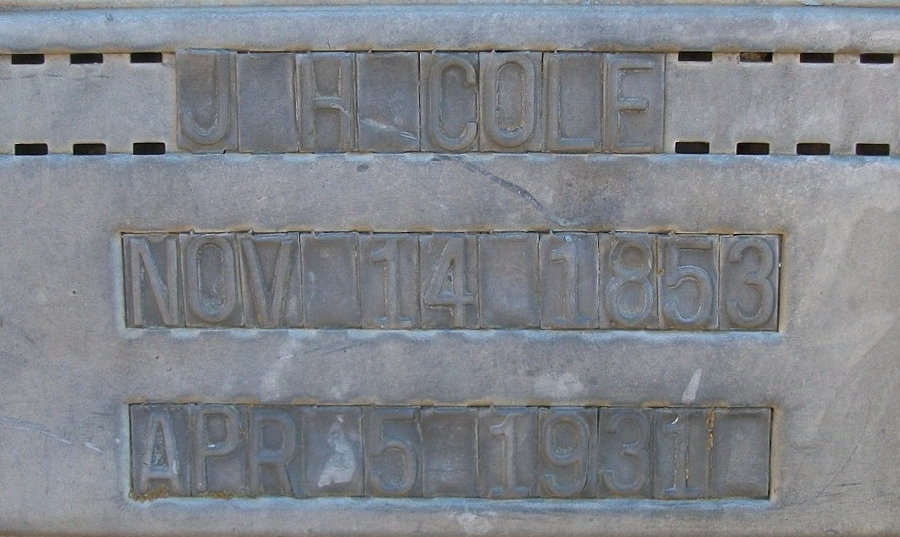 J H COLE
NOV 14 1853
APR 5 1931